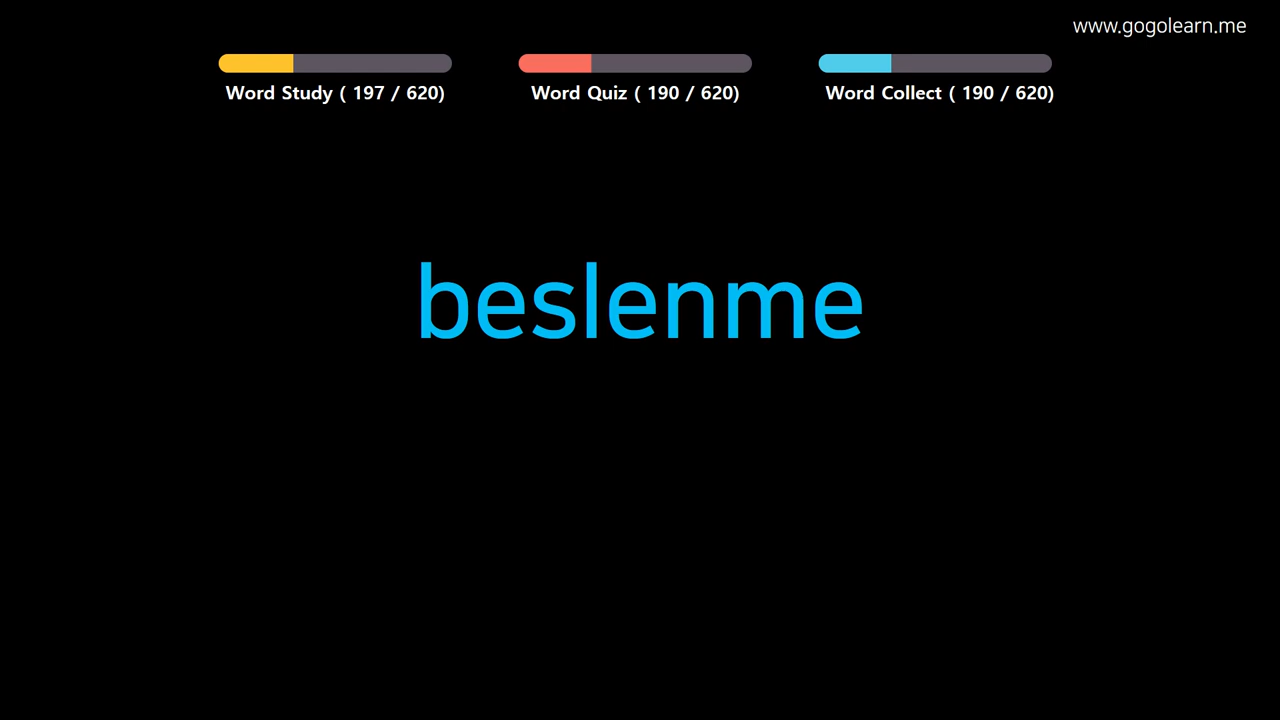 www.gogolearn.me
Word Study ( 197 / 620)
Word Quiz ( 190 / 620)
Word Collect ( 190 / 620)
beslenme